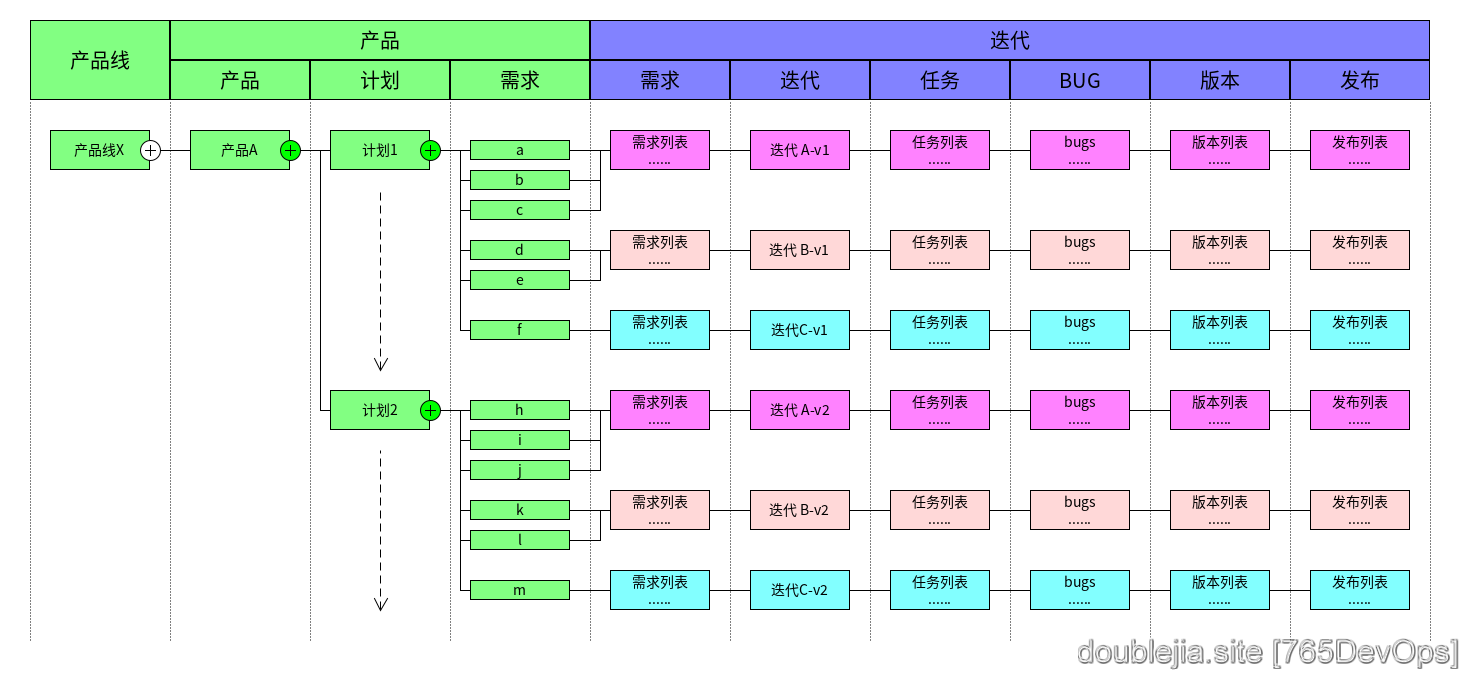 产品线
产品
迭代
产品
计划
需求
需求
迭代
任务
BUG
版本
发布
产品线X
产品A
计划1
a
b
c
需求列表
......
迭代 A-v1
任务列表
......
bugs
......
版本列表
......
发布列表
......
d
e
需求列表
......
迭代 B-v1
任务列表
......
bugs
......
版本列表
......
发布列表
......
f
需求列表
......
迭代C-v1
任务列表
......
bugs
......
版本列表
......
发布列表
......
计划2
h
i
j
需求列表
......
迭代 A-v2
任务列表
......
bugs
......
版本列表
......
发布列表
......
k
l
需求列表
......
迭代 B-v2
任务列表
......
bugs
......
版本列表
......
发布列表
......
m
需求列表
......
迭代C-v2
任务列表
......
bugs
......
版本列表
......
发布列表
......
doublejia.site [765DevOps]